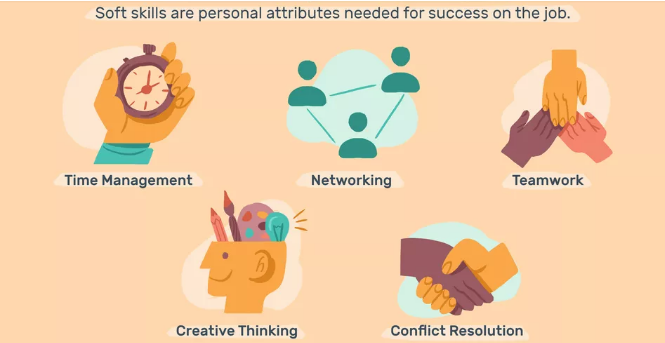 Soft skills are personal attributes needed for success on the job.
Time Management
Networking
Teamwork
Creative Thinking
Conflict Resolution